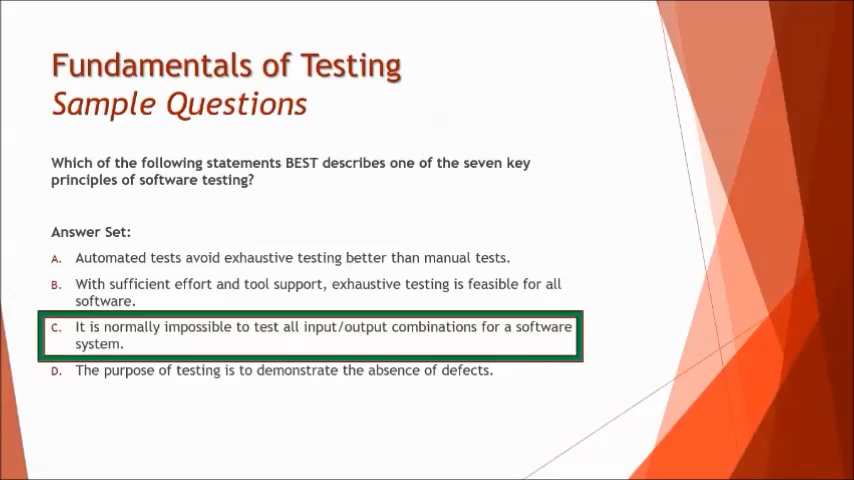 Fundamentals of Testing
Sample Questions
Which of the following statements BEST describes one of the seven key
principles of software testing?
Answer Set:
A. Automated tests avoid exhaustive testing better than manual tests.
B. With sufficient effort and tool support, exhaustive testing is feasible for all
software.
C. It is normally impossible to test all input/output combinations for a software
system.
D. The purpose of testing is to demonstrate the absence of defects.